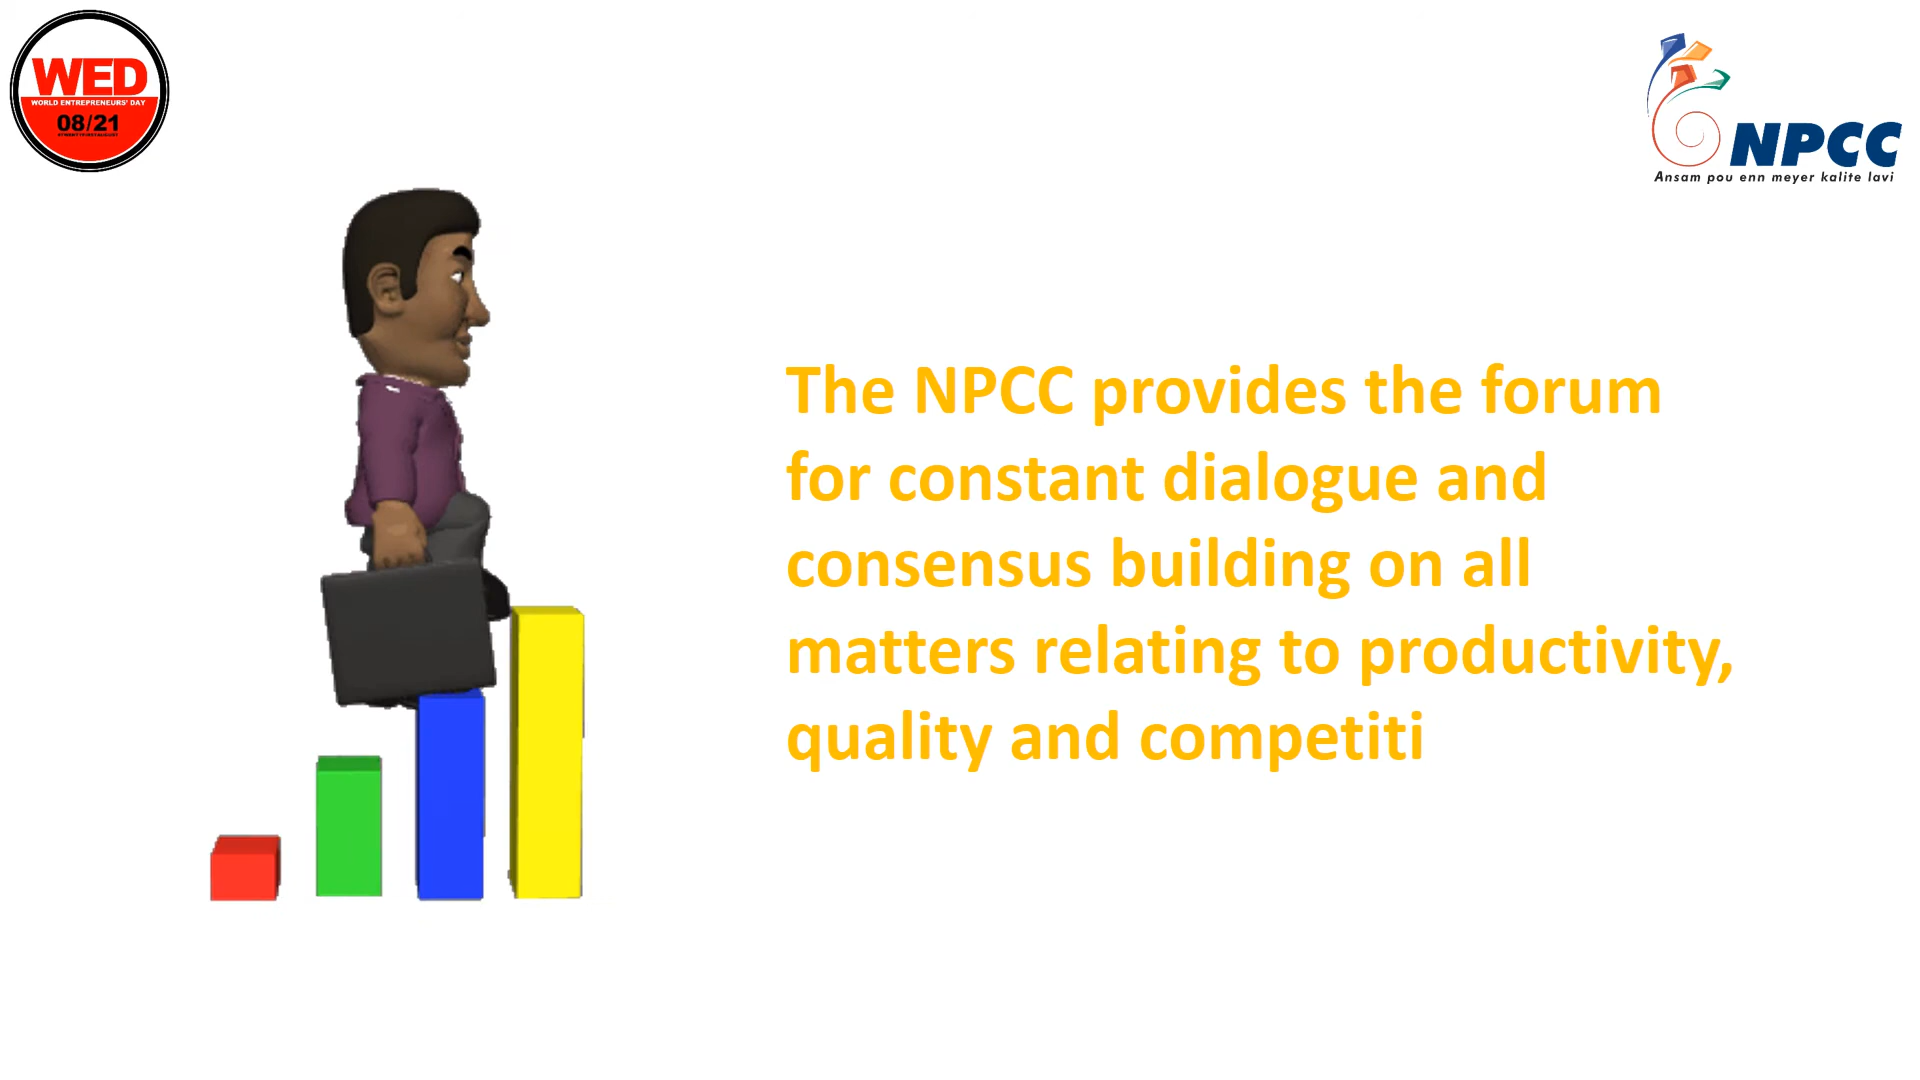 WED
WORLD ENTREPRENEURS' DAY
08/21
NPCC
Ansam pou enn meyer kalite lavi
The NPCC provides the forum
for constant dialogue and
consensus building on all
matters relating to productivity,
quality and competiti